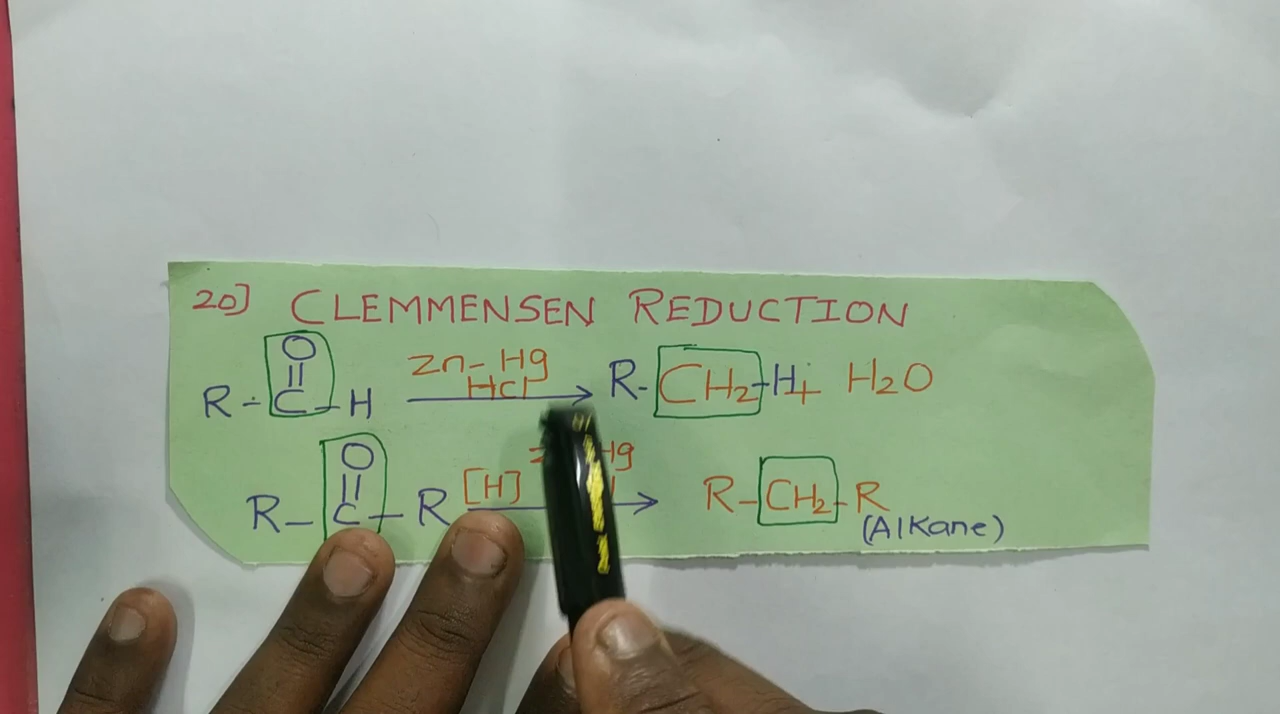 20] CLEMMENSEN REDUCTION
O
Zn-Hg
HCl
R-C-H → R-CH2-H+ H2O
O
[H]
R-C-R → R-CH2-R
(Alkane)